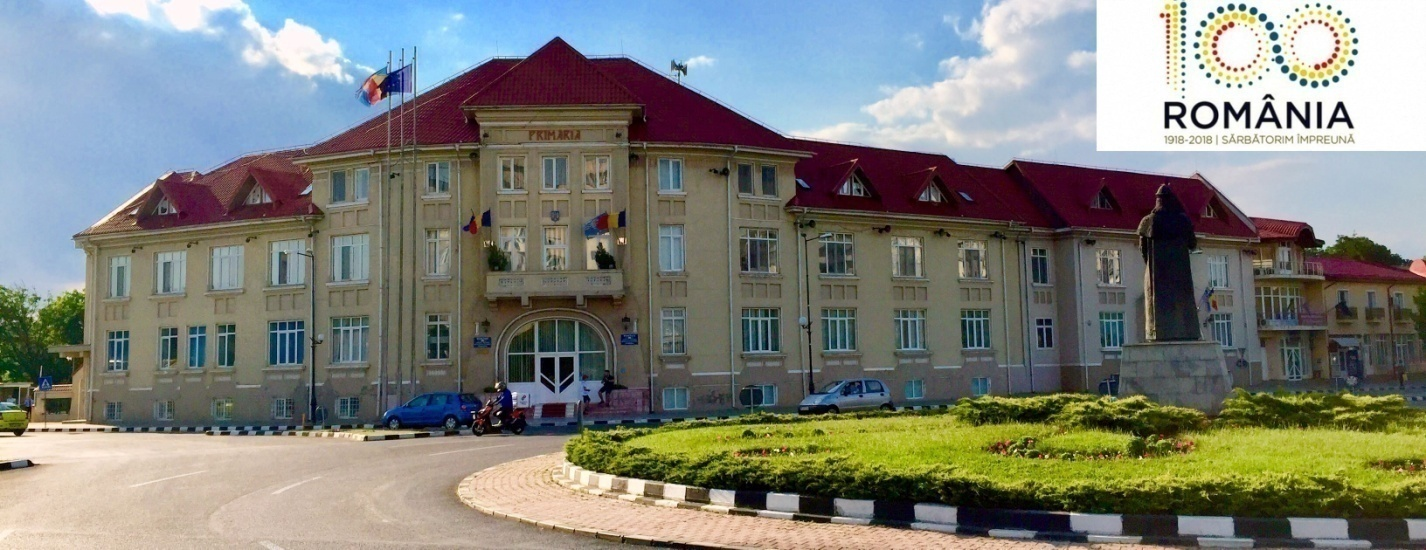 PRIMARIA
100
ROMÂNIA
1918-2018 | SĂRBĂTORIM ÎMPREUNĂ